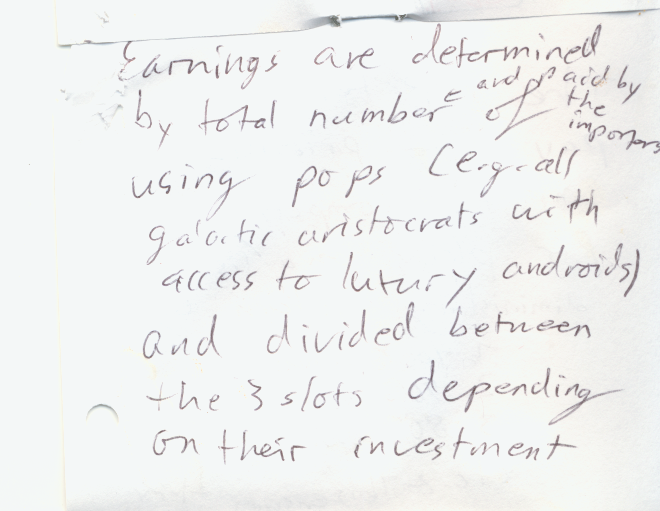 Earnings are determined
by total number of
and paid by
the
importers
using pops (e.g. all
galactic aristocrats with
access to luxury androids)
and divided between
the 3 slots depending
on their investment